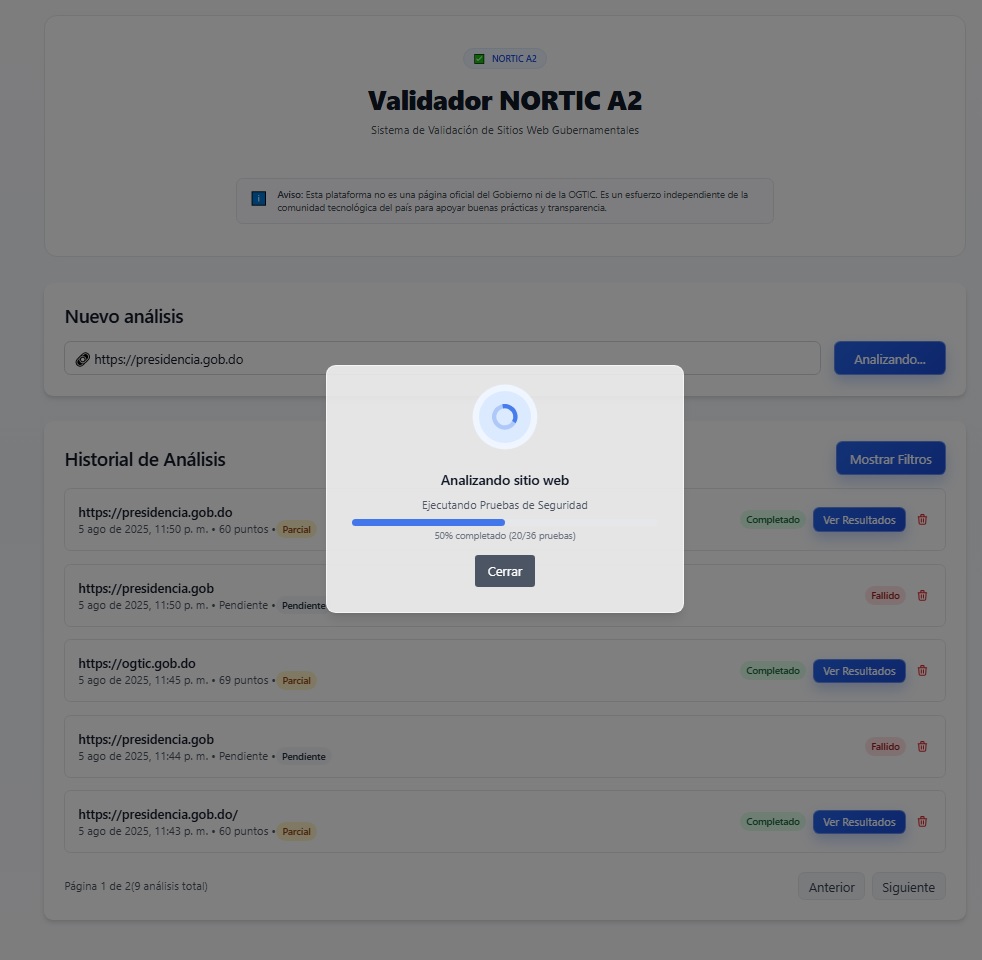 NORTIC A2
Validador NORTIC A2
Sistema de Validación de Sitios Web Gubernamentales
Aviso: Esta plataforma no es una página oficial del Gobierno ni de la OGTIC. Es un esfuerzo independiente de la
comunidad tecnológica del país para apoyar buenas prácticas y transparencia.
Nuevo análisis
https://presidencia.gob.do
Analizando...
Analizando sitio web
Ejecutando Pruebas de Seguridad
50% completado (20/36 pruebas)
Cerrar
Historial de Análisis
Mostrar Filtros
https://presidencia.gob.do
5 ago de 2025, 11:50 p. m. • 60 puntos • Parcial
Completado
Ver Resultados
https://presidencia.gob
5 ago de 2025, 11:50 p. m. • Pendiente • Pendiente
Fallido
https://ogtic.gob.do
5 ago de 2025, 11:45 p. m. • 69 puntos • Parcial
Completado
Ver Resultados
https://presidencia.gob
5 ago de 2025, 11:44 p. m. • Pendiente • Pendiente
Fallido
https://presidencia.gob.do/
5 ago de 2025, 11:43 p. m. • 60 puntos • Parcial
Completado
Ver Resultados
Página 1 de 2(9 análisis total)
Anterior
Siguiente